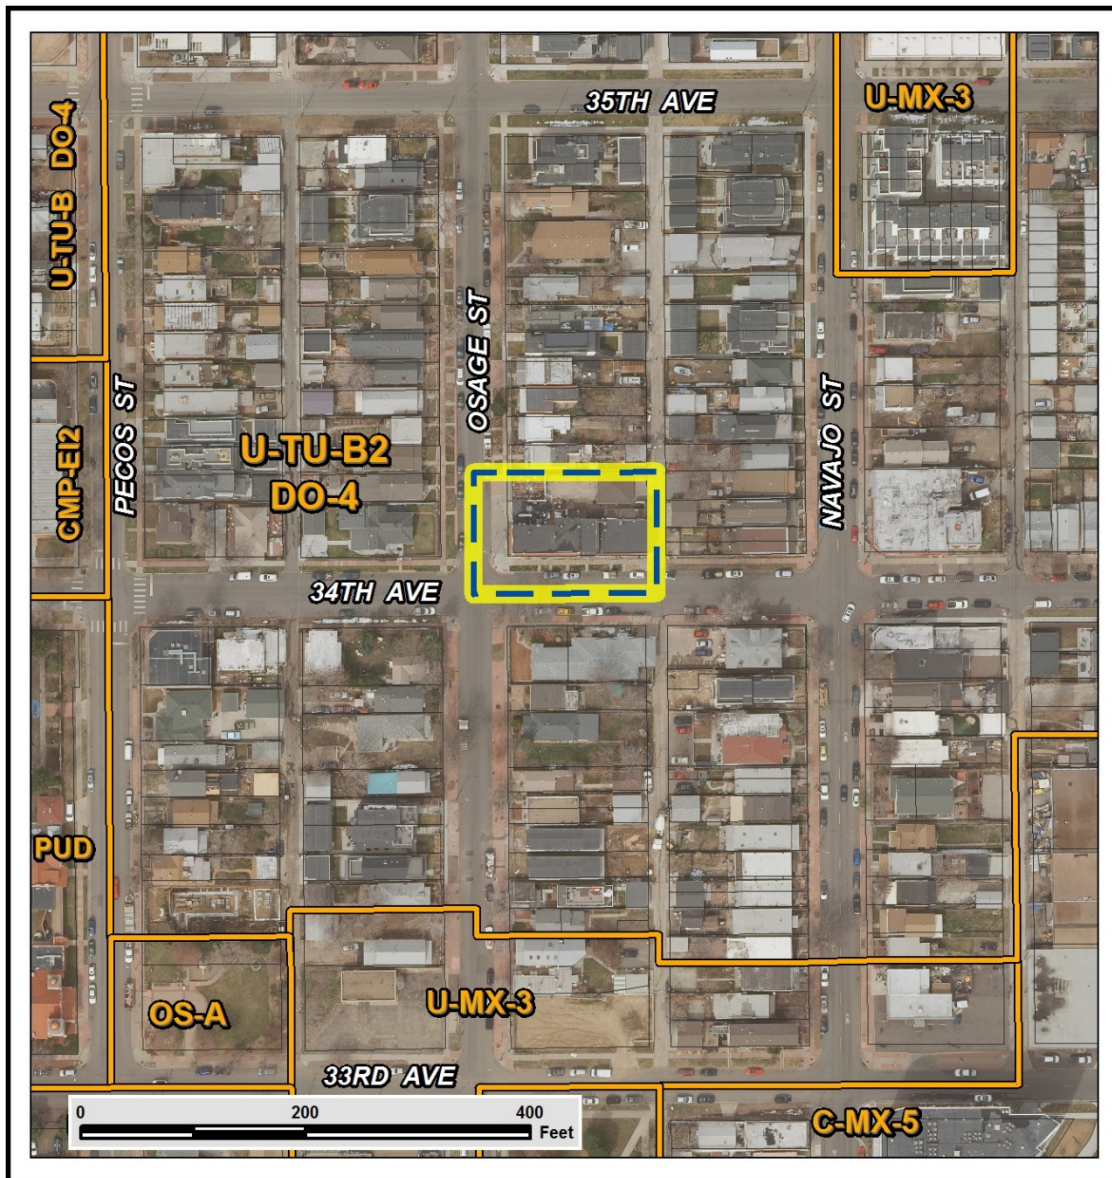 35TH AVE
U-MX-3
U-TU-B DO-4
OSAGE ST
PECOS ST
NAVAJO ST
U-TU-B2
DO-4
CMP-EI2
34TH AVE
PUD
OS-A
U-MX-3
33RD AVE
0 200 400
Feet
C-MX-5